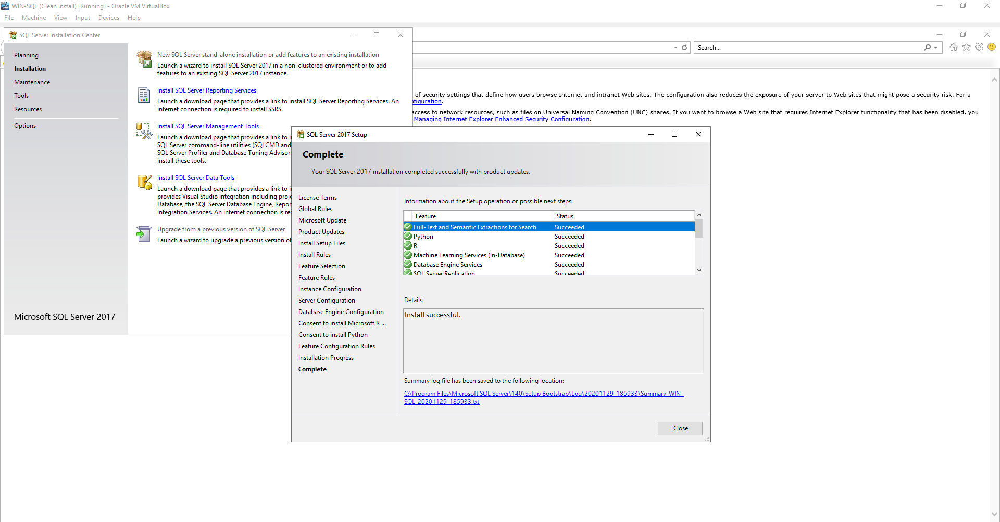 WIN-SQL (Clean install) [Running] - Oracle VM VirtualBox
File Machine View Input Devices Help
SQL Server Installation Center
Planning
Installation
Maintenance
Tools
Resources
Options
Microsoft SQL Server 2017
New SQL Server stand-alone installation or add features to an existing installation
Launch a wizard to install SQL Server 2017 in a non-clustered environment or to add
features to an existing SQL Server 2017 instance.
Install SQL Server Reporting Services
Launch a download page that provides a link to install SQL Server Reporting Services. An
internet connection is required to install SSRS.
Install SQL Server Management Tools
Launch a download page that provides a link to i
SQL Server command-line utilities (SQLCMD and
SQL Server Profiler and Database Tuning Advisor.
install these tools.
Install SQL Server Data Tools
Launch a download page that provides a link to i
provides Visual Studio integration including proje
Database, the SQL Server Database Engine, Repor
Integration Services. An internet connection is re
Upgrade from a previous version of SQL Server
Launch a wizard to upgrade a previous version of
Search...
of security settings that define how users browse Internet and intranet Web sites. The configuration also reduces the exposure of your server to Web sites that might pose a security risk. For a
nfiguration.
access to network resources, such as files on Universal Naming Convention (UNC) shares. If you want to browse a Web site that requires Internet Explorer functionality that has been disabled, you
Managing Internet Explorer Enhanced Security Configuration.
SQL Server 2017 Setup
Complete
Your SQL Server 2017 installation completed successfully with product updates.
License Terms
Global Rules
Microsoft Update
Product Updates
Install Setup Files
Install Rules
Feature Selection
Feature Rules
Instance Configuration
Server Configuration
Database Engine Configuration
Consent to install Microsoft R ...
Consent to install Python
Feature Configuration Rules
Installation Progress
Complete
Information about the Setup operation or possible next steps:
Feature Status
Full-Text and Semantic Extractions for Search Succeeded
Python Succeeded
R Succeeded
Machine Learning Services (In-Database) Succeeded
Database Engine Services Succeeded
SQL Server Replication Succeeded
Details:
Install successful.
Summary log file has been saved to the following location:
C:\Program Files\Microsoft SQL Server\140\Setup Bootstrap\Log\20201129_185933\Summary_WIN-
SQL_20201129_185933.txt
Close